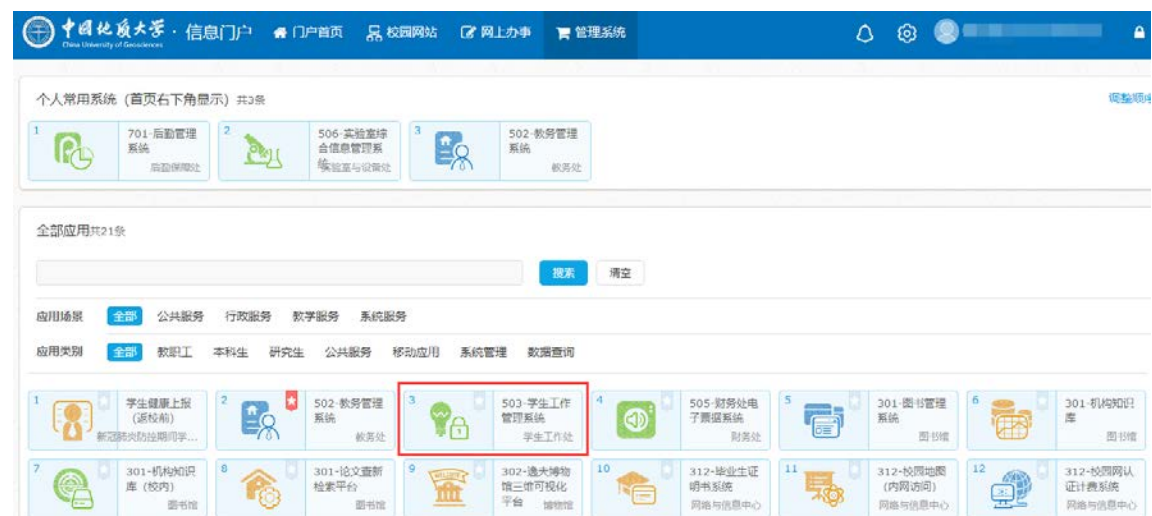 中国地质大学·信息门户 门户首页 校园网站 网上办事 管理系统
China University of Geosciences
个人常用系统（首页右下角显示）共3条 调整顺序
1 701-后勤管理系统 后勤保障处
2 506-实验室综合信息管理系统 实验室与设备处
3 502-教务管理系统 教务处
全部应用共21条
搜索 清空
应用场景 全部 公共服务 行政服务 教学服务 系统服务
应用类别 全部 教职工 本科生 研究生 公共服务 移动应用 系统管理 数据查询
1 学生健康上报（返校前） 新冠肺炎防控期间学...
2 502-教务管理系统 教务处
3 503-学生工作管理系统 学生工作处
4 505-财务处电子票据系统 财务处
5 301-图书管理系统 图书馆
6 301-机构知识库 图书馆
7 301-机构知识库（校内） 图书馆
8 301-论文查新检索平台 图书馆
9 WELCOME 302-逸夫博物馆三维可视化平台 博物馆
10 312-毕业生证明书系统 网络与信息中心
11 312-校园地图（内网访问） 网络与信息中心
12 312-校园网认证计费系统 网络与信息中心